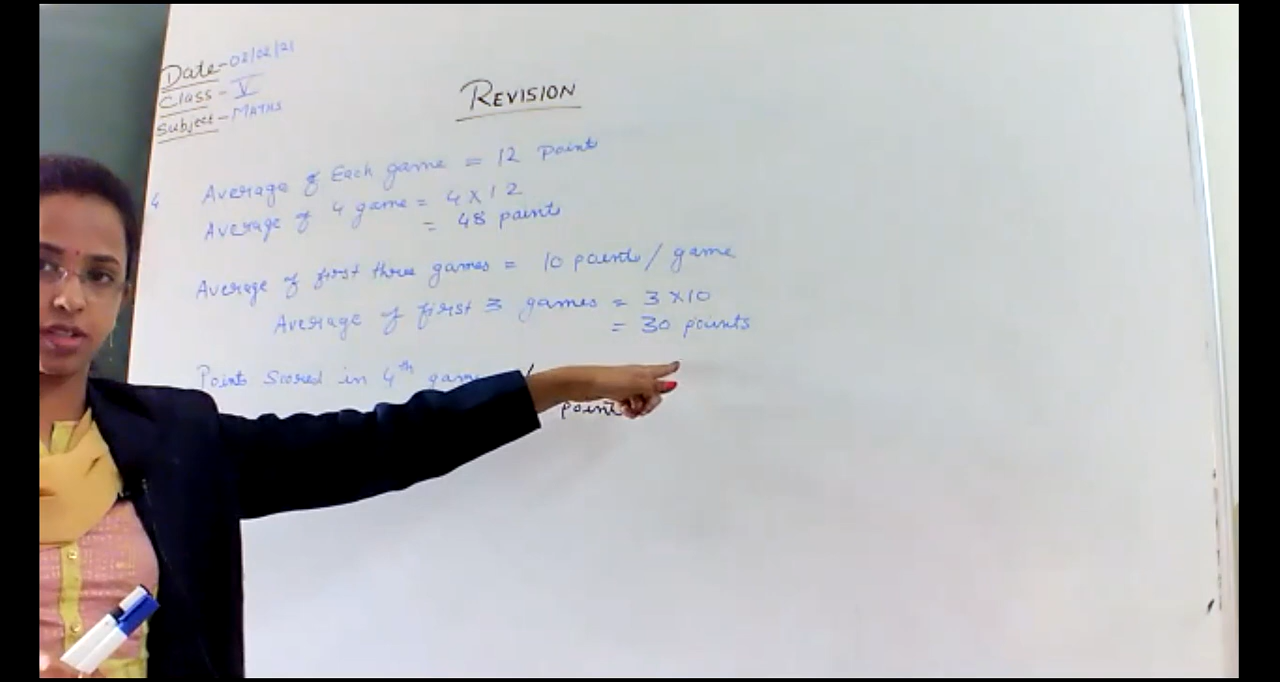 Date-02/02/21
Class - V
Subject - MATHS
REVISION
4 Average of Each game = 12 point
Average of 4 game = 4 x 12
= 48 points
Average of first three games = 10 points / game
Average of first 3 games = 3 x 10
= 30 points
Points Scored in 4th game
point